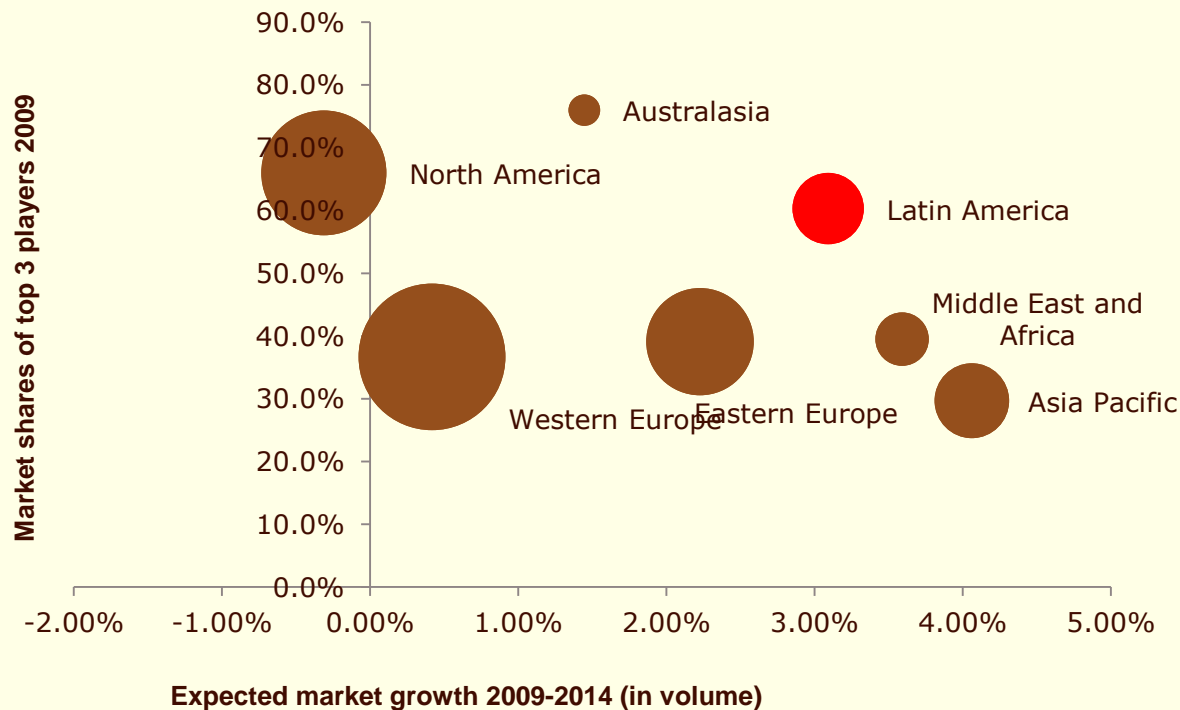 Market shares of top 3 players 2009
90.0%
80.0%
70.0%
60.0%
50.0%
40.0%
30.0%
20.0%
10.0%
0.0%
Australasia
North America
Latin America
Middle East and
Africa
Asia Pacific
Western Europe
Eastern Europe
-2.00%
-1.00%
0.00%
1.00%
2.00%
3.00%
4.00%
5.00%
Expected market growth 2009-2014 (in volume)